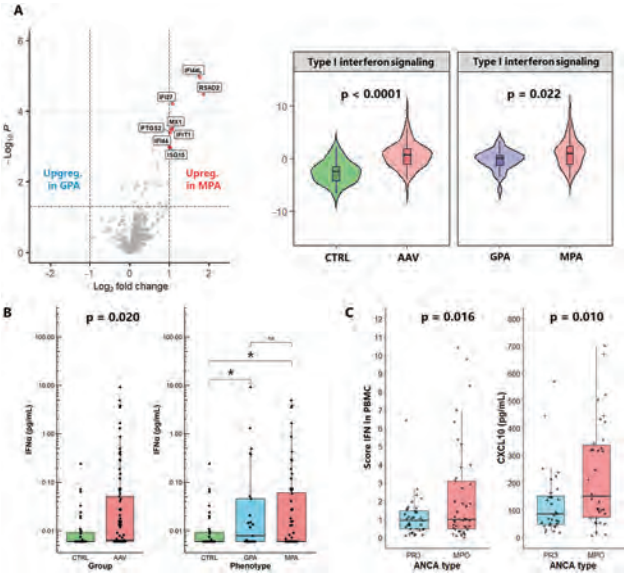 A
-Log10 P
6
4
2
0
IFI44L
RSAD2
IFI27
MX1
PTGS2
IFIT1
IFI44
ISG15
Upgreg.
in GPA
Upreg.
in MPA
-2
-1
0
1
2
Log2 fold change
Type I interferon signaling
Type I interferon signaling
p < 0.0001
p = 0.022
10
0
-10
CTRL
AAV
GPA
MPA
B
p = 0.020
IFNα (pg/mL)
100.00
10.00
1.00
0.10
0.01
CTRL
AAV
Group
ns
*
*
IFNα (pg/mL)
100.00
10.00
1.00
0.10
0.01
CTRL
GPA
MPA
Phenotype
C
p = 0.016
Score IFN in PBMC
12
11
10
9
8
7
6
5
4
3
2
1
0
PR3
MPO
ANCA type
p = 0.010
CXCL10 (pg/mL)
800
700
600
500
400
300
200
100
0
PR3
MPO
ANCA type